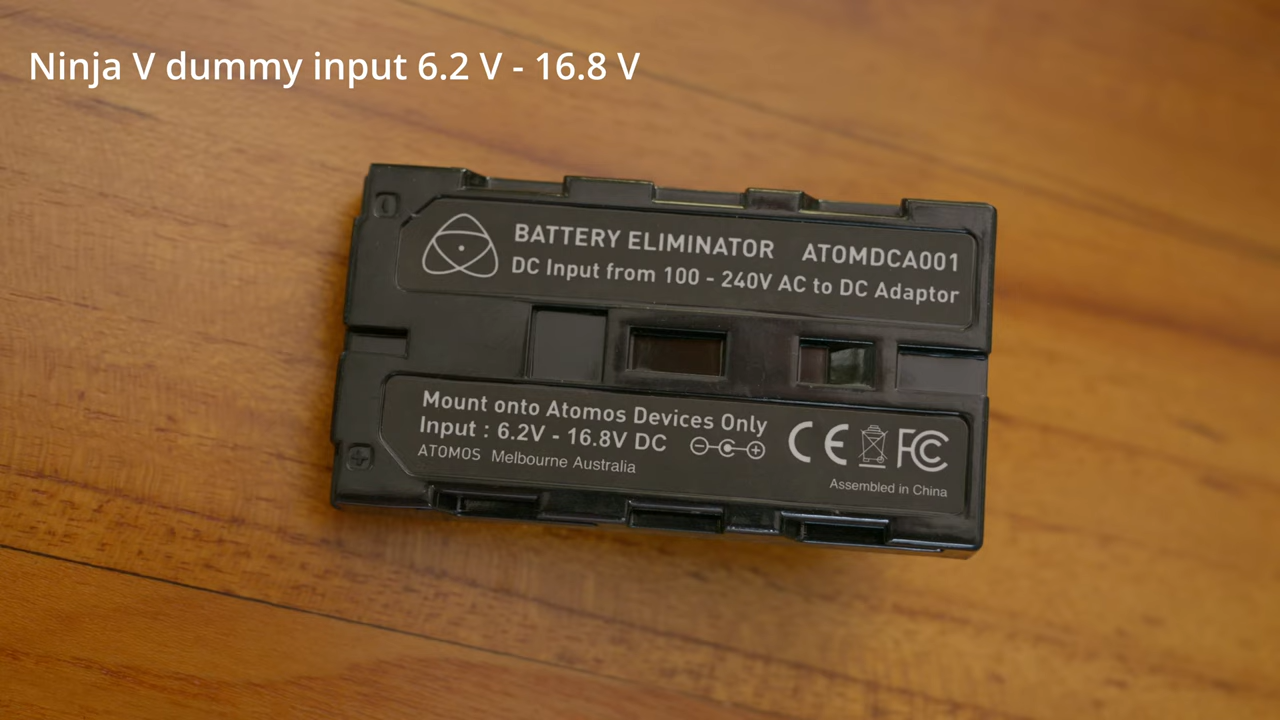 Ninja V dummy input 6.2 V - 16.8 V
BATTERY ELIMINATOR ATOMDCA001
DC Input from 100 - 240V AC to DC Adaptor
Mount onto Atomos Devices Only
Input : 6.2V - 16.8V DC
ATOMOS Melbourne Australia
CE FC
Assembled in China